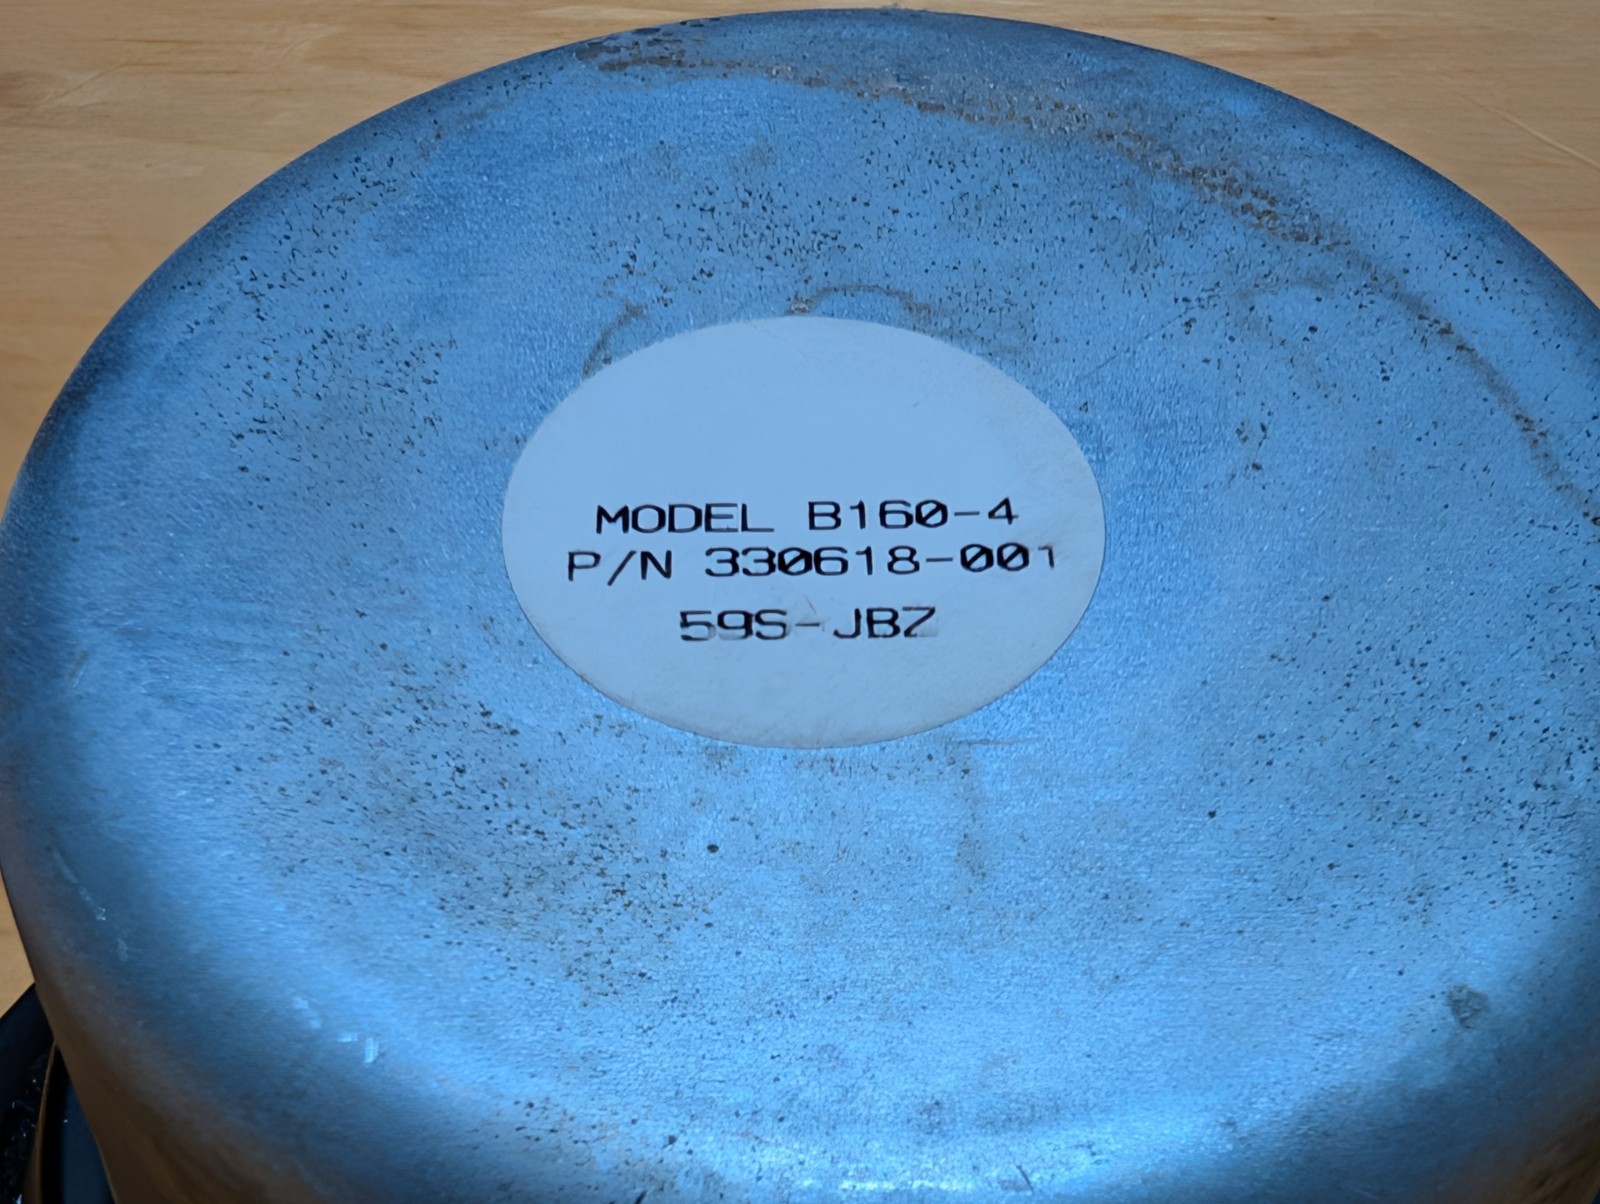 MODEL B160-4
P/N 330618-001
59S-JBZ